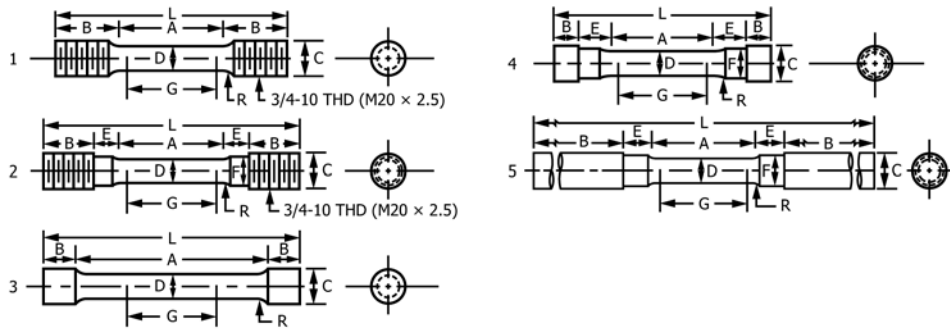 L
B A B
1 D C
G
R 3/4-10 THD (M20 × 2.5)
L
B E A E B
2 D F C
G
R 3/4-10 THD (M20 × 2.5)
L
B A B
3 D C
G
R
L
B E A E B
4 D F C
G
R
L
B E A E B
5 D F C
G
R